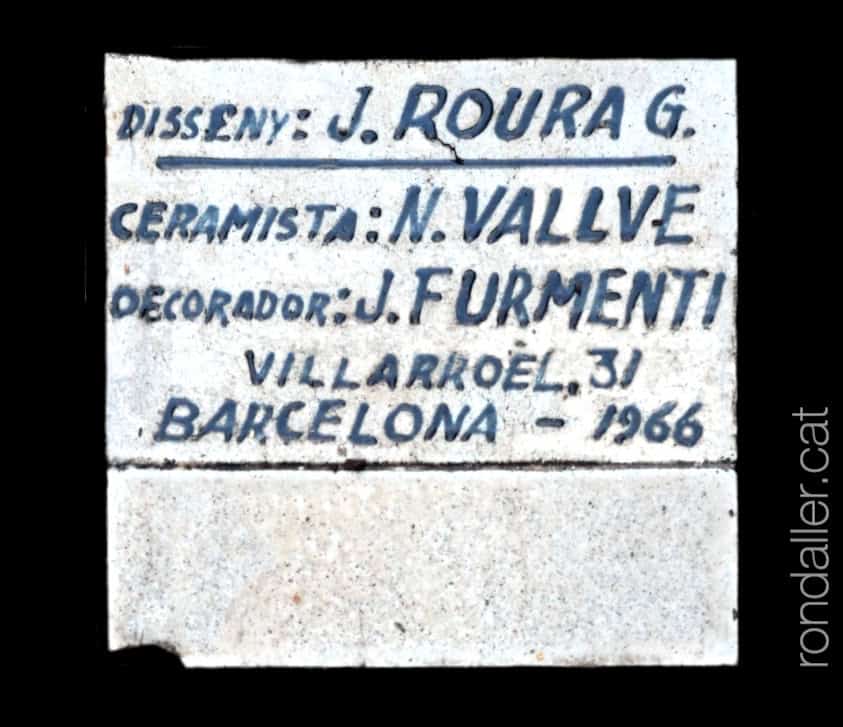 DISSENY: J. ROURA G.
CERAMISTA: N. VALLVE
DECORADOR: J. FURMENTI
VILLARROEL, 31
BARCELONA - 1966
rondaller.cat